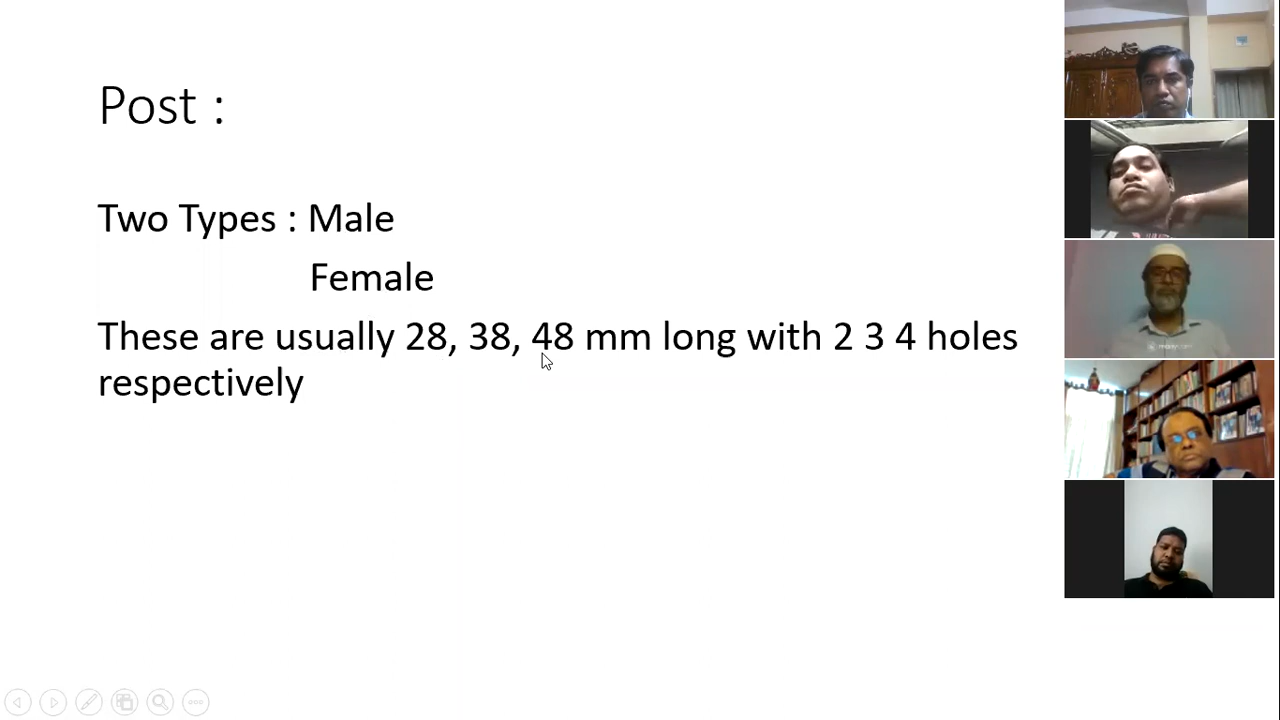 Post :
Two Types : Male
Female
These are usually 28, 38, 48 mm long with 2 3 4 holes
respectively